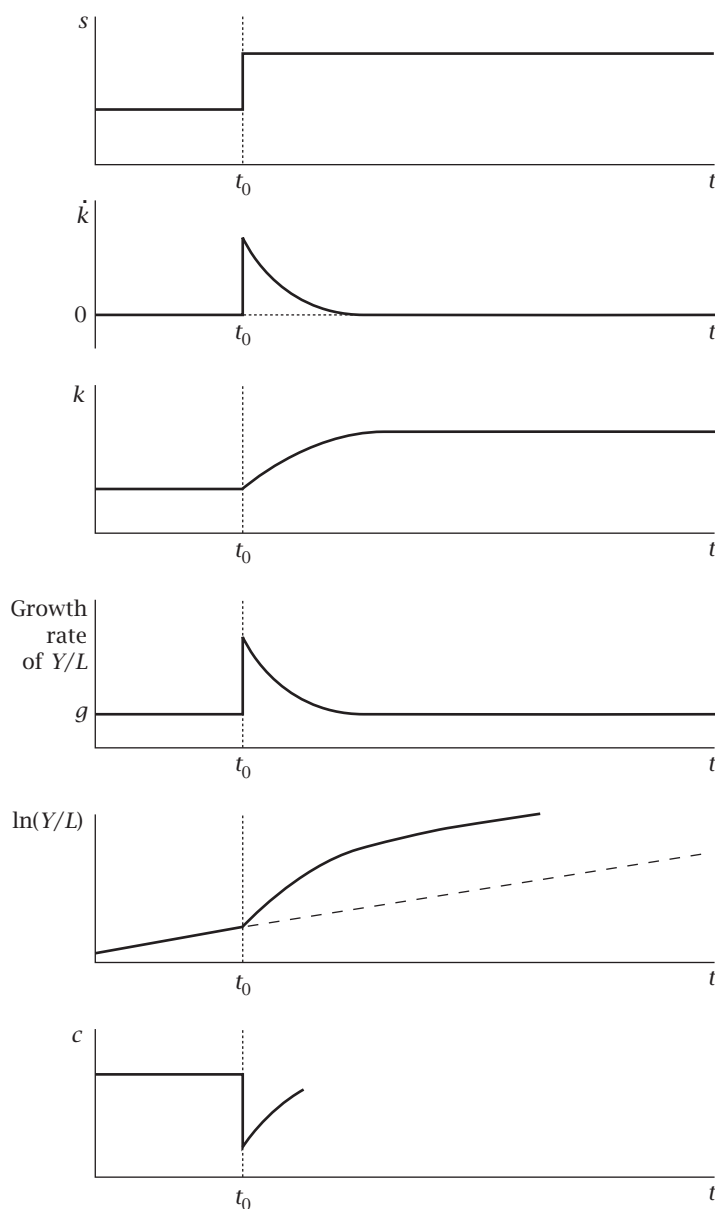 s
t₀ t
k̇
0
t₀ t
k
t₀ t
Growth
rate
of Y/L
g
t₀ t
ln(Y/L)
t₀ t
c
t₀ t